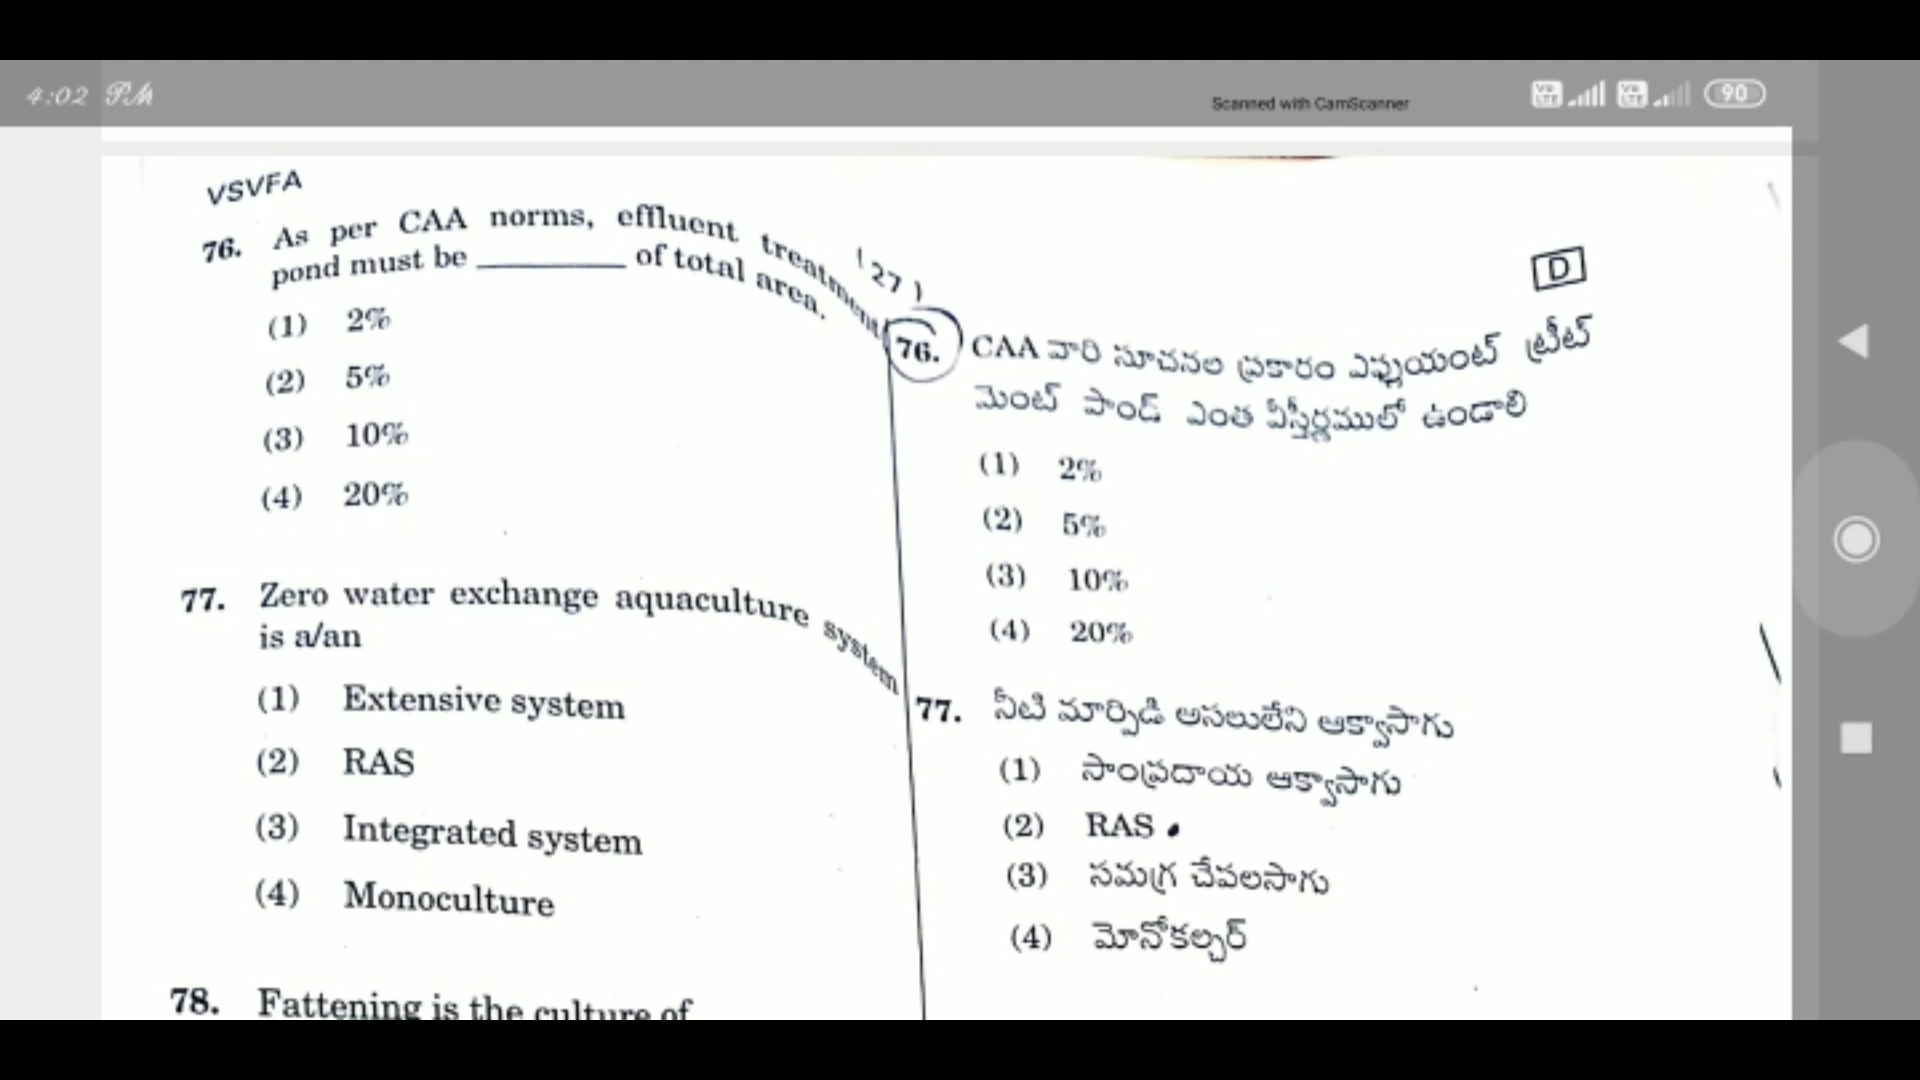 4:02 PM
Scanned with CamScanner
90
VSVFA
76. As per CAA norms, effluent treatment
pond must be ________ of total area.
(1) 2%
(2) 5%
(3) 10%
(4) 20%
77. Zero water exchange aquaculture system
is a/an
(1) Extensive system
(2) RAS
(3) Integrated system
(4) Monoculture
78. Fattening is the culture of
(27)
D
76. CAA వారి సూచనల ప్రకారం ఎఫ్లుయంట్ ట్రీట్
మెంట్ పాండ్ ఎంత విస్తీర్ణములో ఉండాలి
(1) 2%
(2) 5%
(3) 10%
(4) 20%
77. నీటి మార్పిడి అసలులేని ఆక్వాసాగు
(1) సాంప్రదాయ ఆక్వాసాగు
(2) RAS
(3) సమగ్ర చేపలసాగు
(4) మోనోకల్చర్